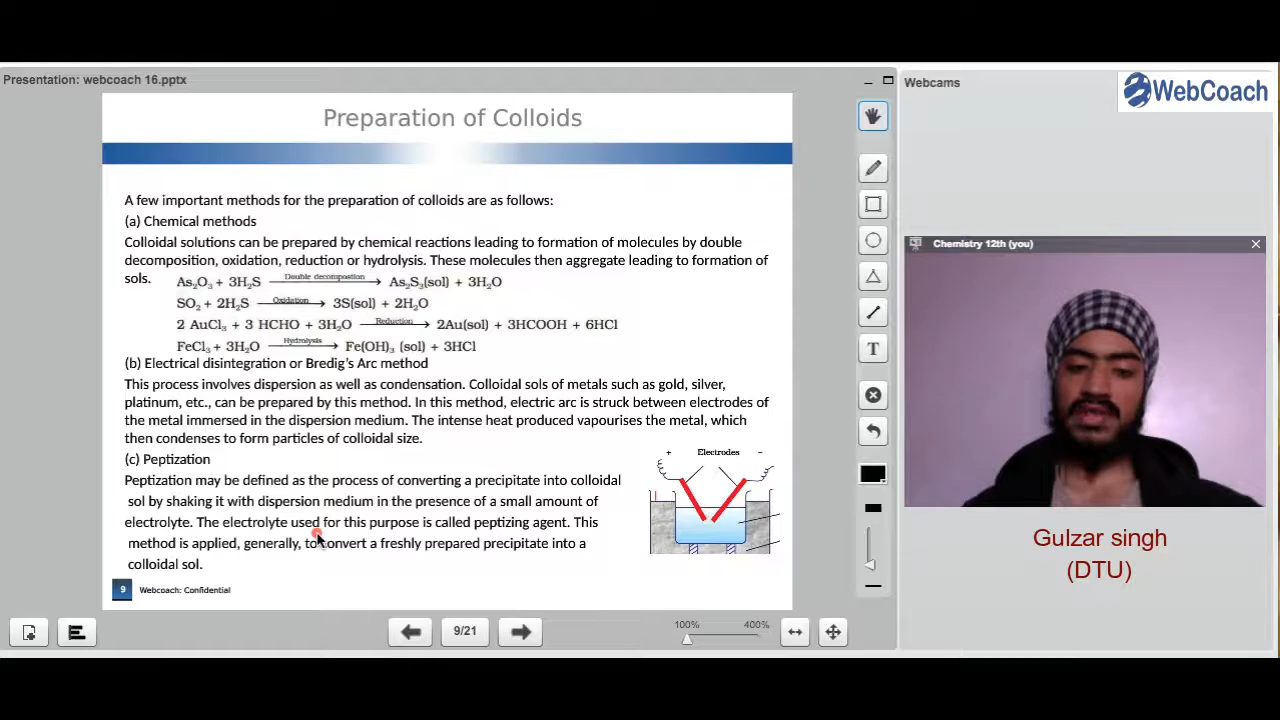 Presentation: webcoach 16.pptx
Webcams
WebCoach
Preparation of Colloids
A few important methods for the preparation of colloids are as follows:
(a) Chemical methods
Colloidal solutions can be prepared by chemical reactions leading to formation of molecules by double
decomposition, oxidation, reduction or hydrolysis. These molecules then aggregate leading to formation of
sols.
As₂O₃ + 3H₂S Double decompostion → As₂S₃(sol) + 3H₂O
SO₂ + 2H₂S Oxidation → 3S(sol) + 2H₂O
2 AuCl₃ + 3 HCHO + 3H₂O Reduction → 2Au(sol) + 3HCOOH + 6HCl
FeCl₃ + 3H₂O Hydrolysis → Fe(OH)₃ (sol) + 3HCl
(b) Electrical disintegration or Bredig's Arc method
This process involves dispersion as well as condensation. Colloidal sols of metals such as gold, silver,
platinum, etc., can be prepared by this method. In this method, electric arc is struck between electrodes of
the metal immersed in the dispersion medium. The intense heat produced vapourises the metal, which
then condenses to form particles of colloidal size.
(c) Peptization
Peptization may be defined as the process of converting a precipitate into colloidal
sol by shaking it with dispersion medium in the presence of a small amount of
electrolyte. The electrolyte used for this purpose is called peptizing agent. This
method is applied, generally, to convert a freshly prepared precipitate into a
colloidal sol.
+ Electrodes −
9 Webcoach: Confidential
T
Chemistry 12th (you)
Gulzar singh
(DTU)
9/21
100% 400%